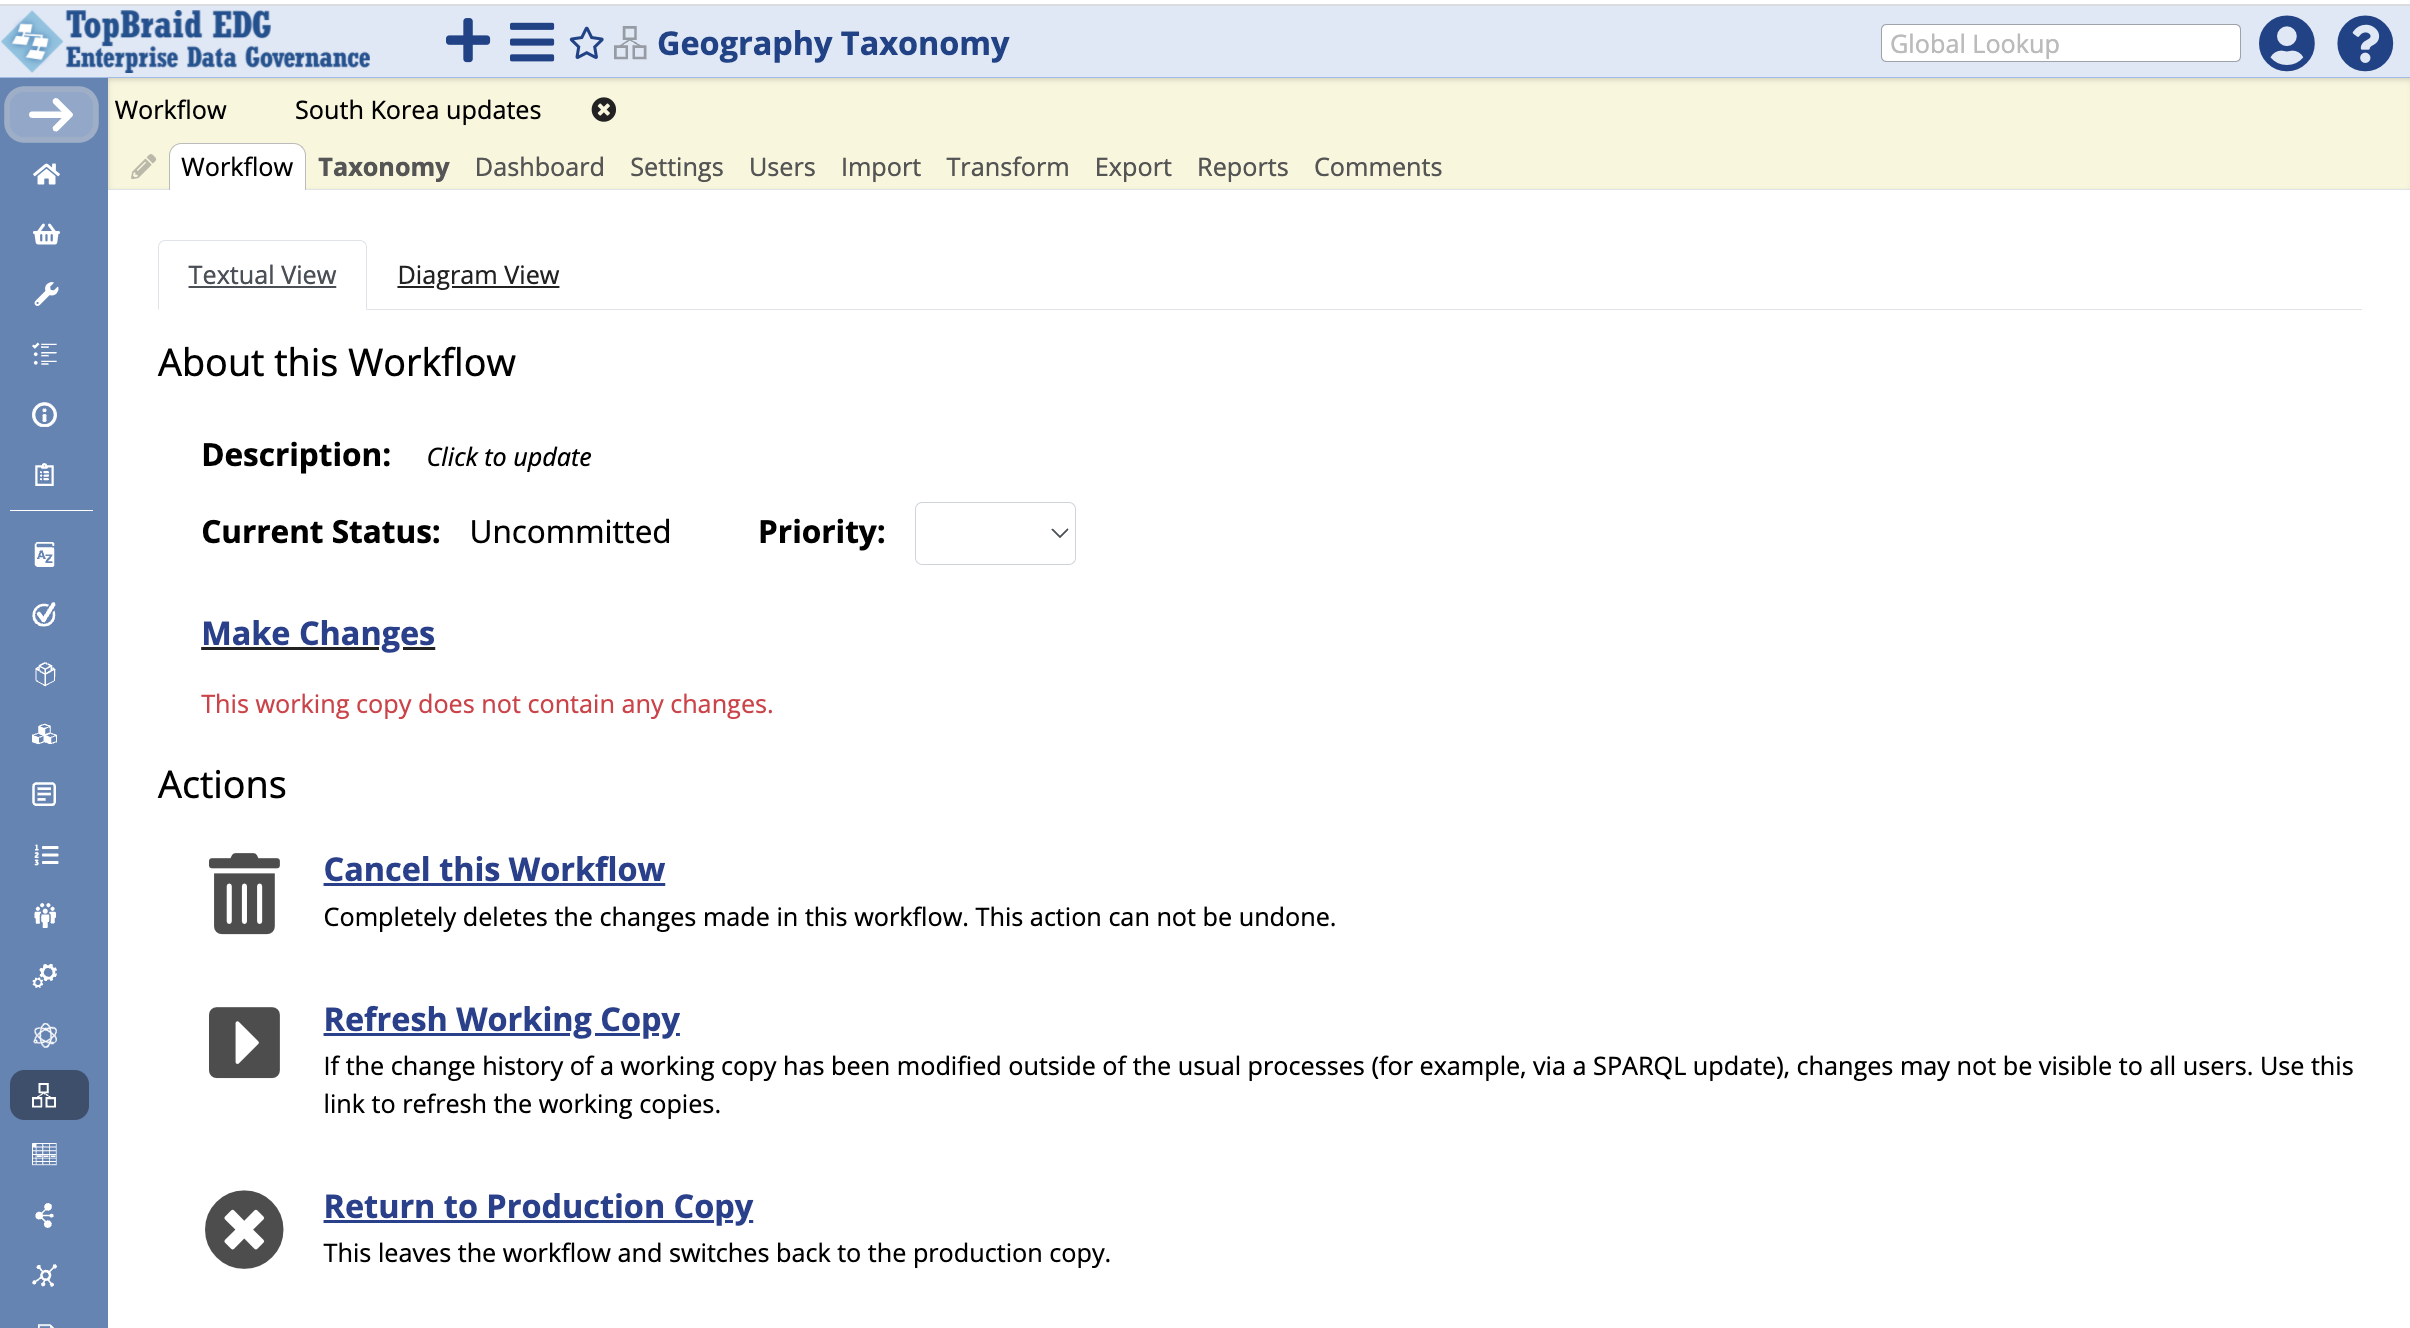 TopBraid EDG
Enterprise Data Governance
Geography Taxonomy
Global Lookup
Workflow South Korea updates
Workflow Taxonomy Dashboard Settings Users Import Transform Export Reports Comments
Textual View Diagram View
About this Workflow
Description: Click to update
Current Status: Uncommitted Priority:
Make Changes
This working copy does not contain any changes.
Actions
Cancel this Workflow
Completely deletes the changes made in this workflow. This action can not be undone.
Refresh Working Copy
If the change history of a working copy has been modified outside of the usual processes (for example, via a SPARQL update), changes may not be visible to all users. Use this
link to refresh the working copies.
Return to Production Copy
This leaves the workflow and switches back to the production copy.